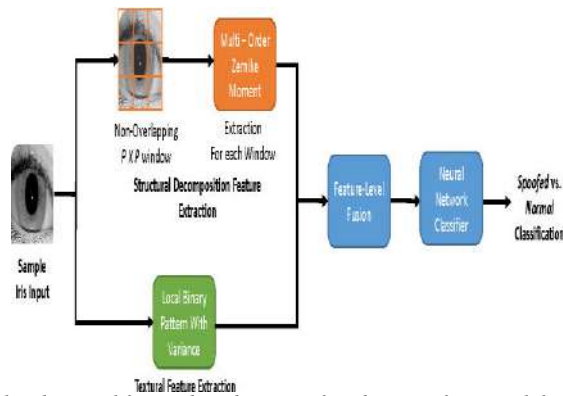 Multi – Order
Zernike
Moment
Non-Overlapping
P X P window
Extraction
For each Window
Structural Decomposition Feature
Extraction
Sample
Iris Input
Feature-Level
Fusion
Neural
Network
Classifier
Spoofed vs.
Normal
Classification
Local Binary
Pattern With
Variance
Textural Feature Extraction